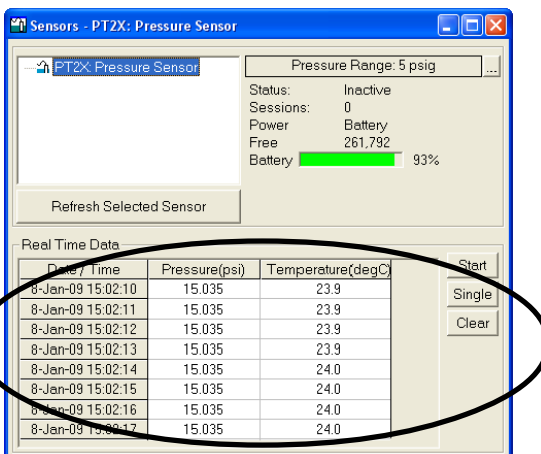 Sensors - PT2X: Pressure Sensor
PT2X: Pressure Sensor
Pressure Range: 5 psig ...
Status: Inactive
Sessions: 0
Power Battery
Free 261,792
Battery 93%
Refresh Selected Sensor
Real Time Data
Date / Time Pressure(psi) Temperature(degC)
8-Jan-09 15:02:10 15.035 23.9
8-Jan-09 15:02:11 15.035 23.9
8-Jan-09 15:02:12 15.035 23.9
8-Jan-09 15:02:13 15.035 23.9
8-Jan-09 15:02:14 15.035 24.0
8-Jan-09 15:02:15 15.035 24.0
8-Jan-09 15:02:16 15.035 24.0
8-Jan-09 15:02:17 15.035 24.0
Start
Single
Clear